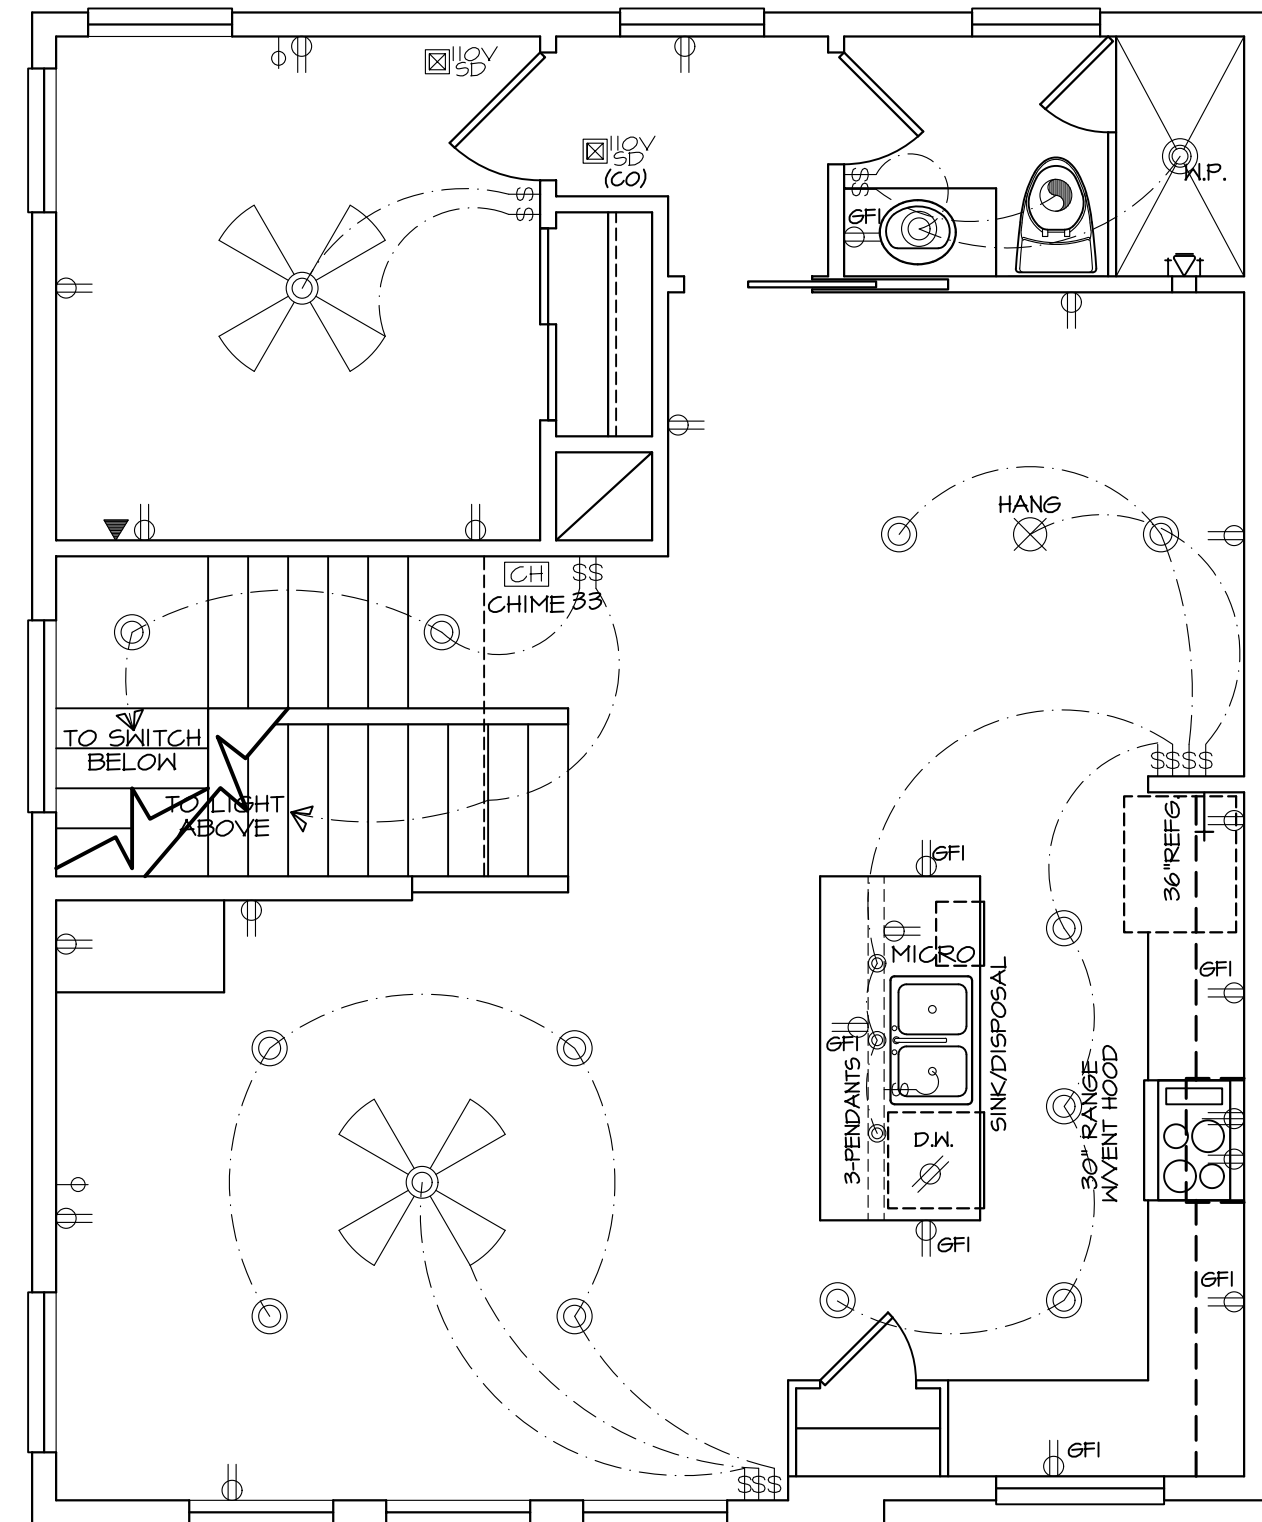 110V
SD
110V
SD
(CO)
SS
GFI
W.P.
HANG
CH
SS
CHIME 33
TO SWITCH
BELOW
TO LIGHT
ABOVE
SSSS
36"REFG
GFI
MICRO
GFI
GFI
3-PENDANTS
SINK/DISPOSAL
30" RANGE
W/VENT HOOD
D.W.
GFI
GFI
GFI
SSS